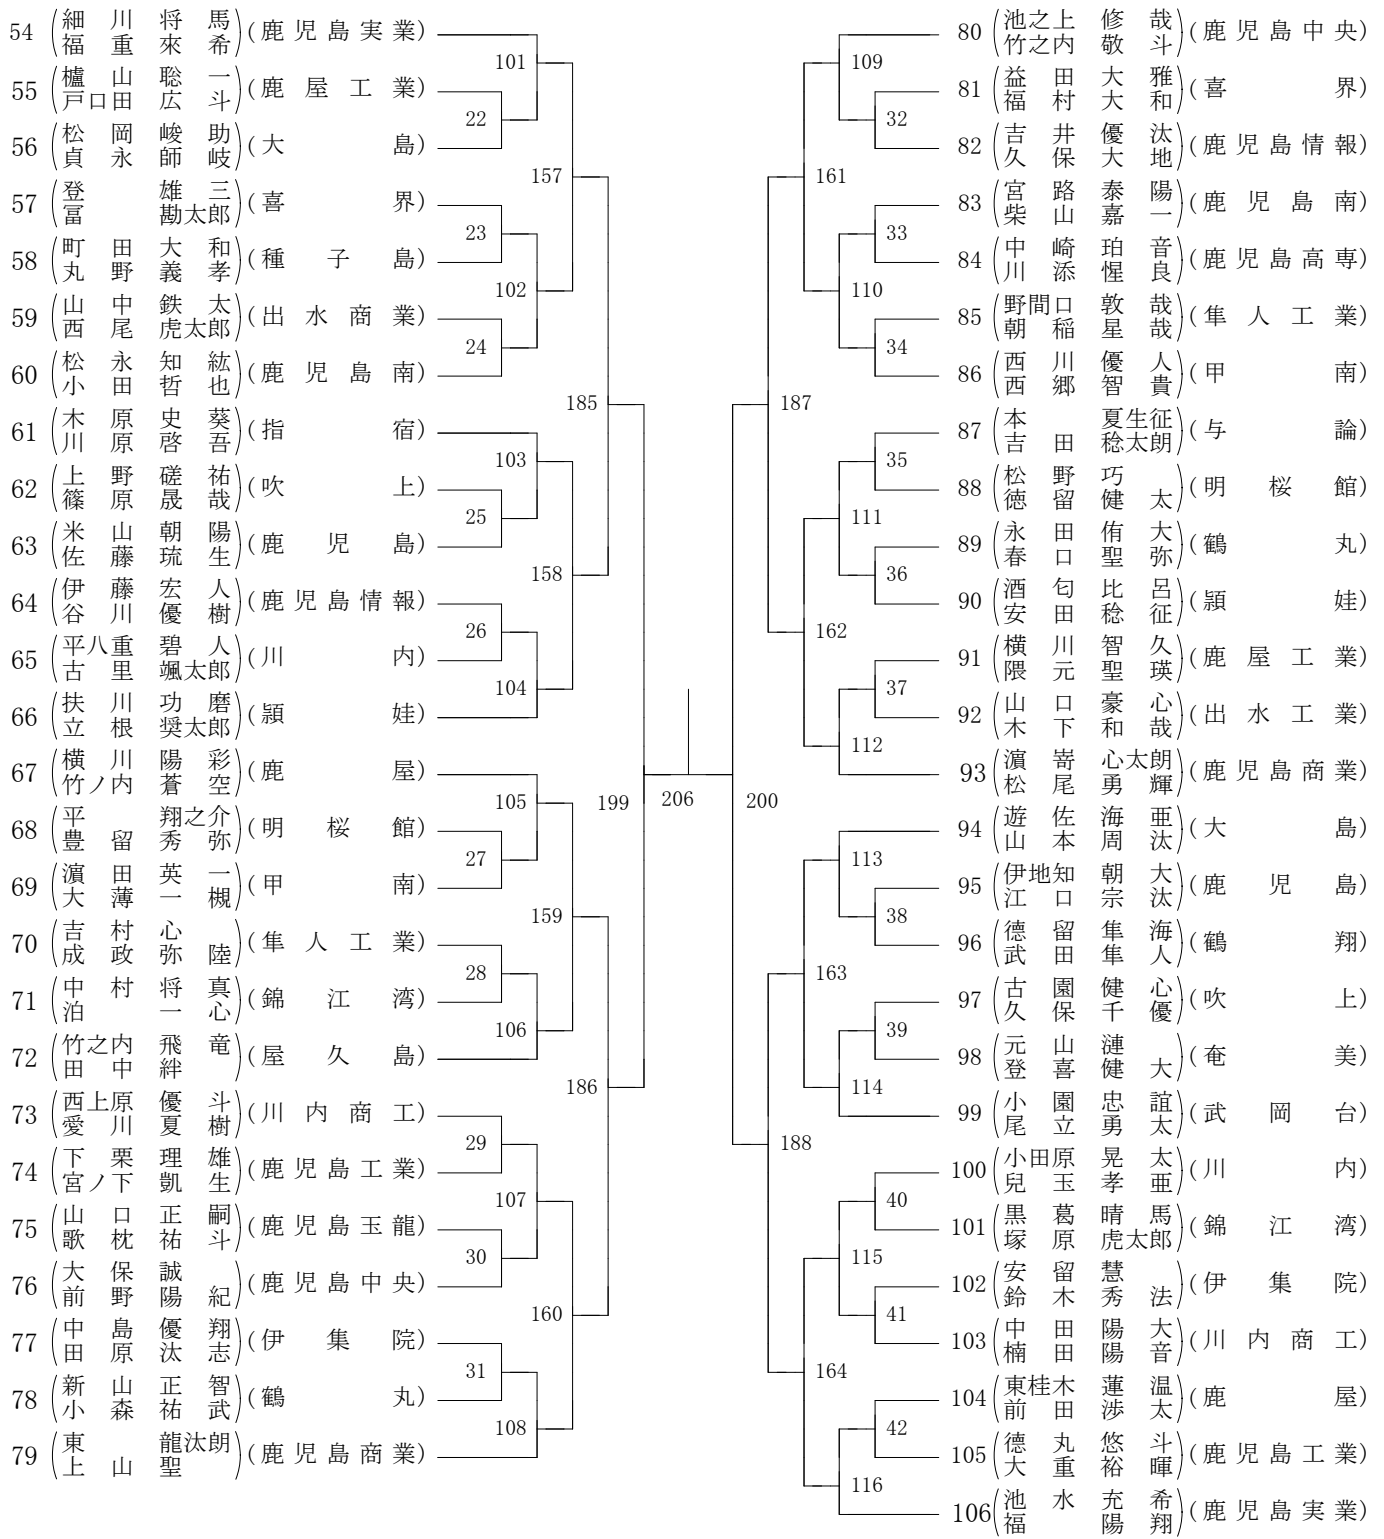 54 (細川将馬 福重來希) (鹿児島実業)
55 (櫨山聡一 戸口田広斗) (鹿屋工業)
56 (松岡峻助 貞永師岐) (大島)
57 (登雄三 冨勘太郎) (喜界)
58 (町田大和 丸野義孝) (種子島)
59 (山中鉄太 西尾虎太郎) (出水商業)
60 (松永知紘 小田哲也) (鹿児島南)
61 (木原史葵 川原啓吾) (指宿)
62 (上野磋祐 篠原晟哉) (吹上)
63 (米山朝陽 佐藤琉生) (鹿児島)
64 (伊藤宏人 谷川優樹) (鹿児島情報)
65 (平八重碧人 古里颯太郎) (川内)
66 (扶川功磨 立根奨太郎) (頴娃)
67 (横川陽彩 竹ノ内蒼空) (鹿屋)
68 (平翔之介 豊留秀弥) (明桜館)
69 (濵田英一 大薄一槻) (甲南)
70 (吉村心 成政弥陸) (隼人工業)
71 (中村将真 泊一心) (錦江湾)
72 (竹之内飛竜 田中絆) (屋久島)
73 (西上原優斗 愛川夏樹) (川内商工)
74 (下栗理雄 宮ノ下凱生) (鹿児島工業)
75 (山口正嗣 歌枕祐斗) (鹿児島玉龍)
76 (大保誠 前野陽紀) (鹿児島中央)
77 (中島優翔 田原汰志) (伊集院)
78 (新山正智 小森祐武) (鶴丸)
79 (東龍汰朗 上山聖) (鹿児島商業)
101
22
157
23
102
24
185
103
25
158
26
104
199
105
27
159
28
106
186
29
107
30
160
31
108
206
200
109
32
161
33
110
34
187
35
111
36
162
37
112
113
38
163
39
114
188
40
115
41
164
42
116
80 (池之上修哉 竹之内敬斗) (鹿児島中央)
81 (益田大雅 福村大和) (喜界)
82 (吉井優汰 久保大地) (鹿児島情報)
83 (宮路泰陽 柴山嘉一) (鹿児島南)
84 (中崎珀音 川添惺良) (鹿児島高専)
85 (野間口敦哉 朝稲星哉) (隼人工業)
86 (西川優人 西郷智貴) (甲南)
87 (本夏生征 吉田稔太朗) (与論)
88 (松野巧 徳留健太) (明桜館)
89 (永田侑大 春口聖弥) (鶴丸)
90 (酒匂比呂 安田稔征) (頴娃)
91 (横川智久 隈元聖瑛) (鹿屋工業)
92 (山口豪心 木下和哉) (出水工業)
93 (濵嵜心太朗 松尾勇輝) (鹿児島商業)
94 (遊佐海亜 山本周汰) (大島)
95 (伊地知朝大 江口宗汰) (鹿児島)
96 (德留隼海 武田隼人) (鶴翔)
97 (古園健心 久保千優) (吹上)
98 (元山漣 登喜健大) (奄美)
99 (小園忠誼 尾立勇太) (武岡台)
100 (小田原晃太 兒玉孝亜) (川内)
101 (黒葛晴馬 塚原虎太郎) (錦江湾)
102 (安留慧 鈴木秀法) (伊集院)
103 (中田陽大 楠田陽音) (川内商工)
104 (東桂木蓮温 前田渉太) (鹿屋)
105 (德丸悠斗 大重裕暉) (鹿児島工業)
106 (池水充希 福陽翔) (鹿児島実業)